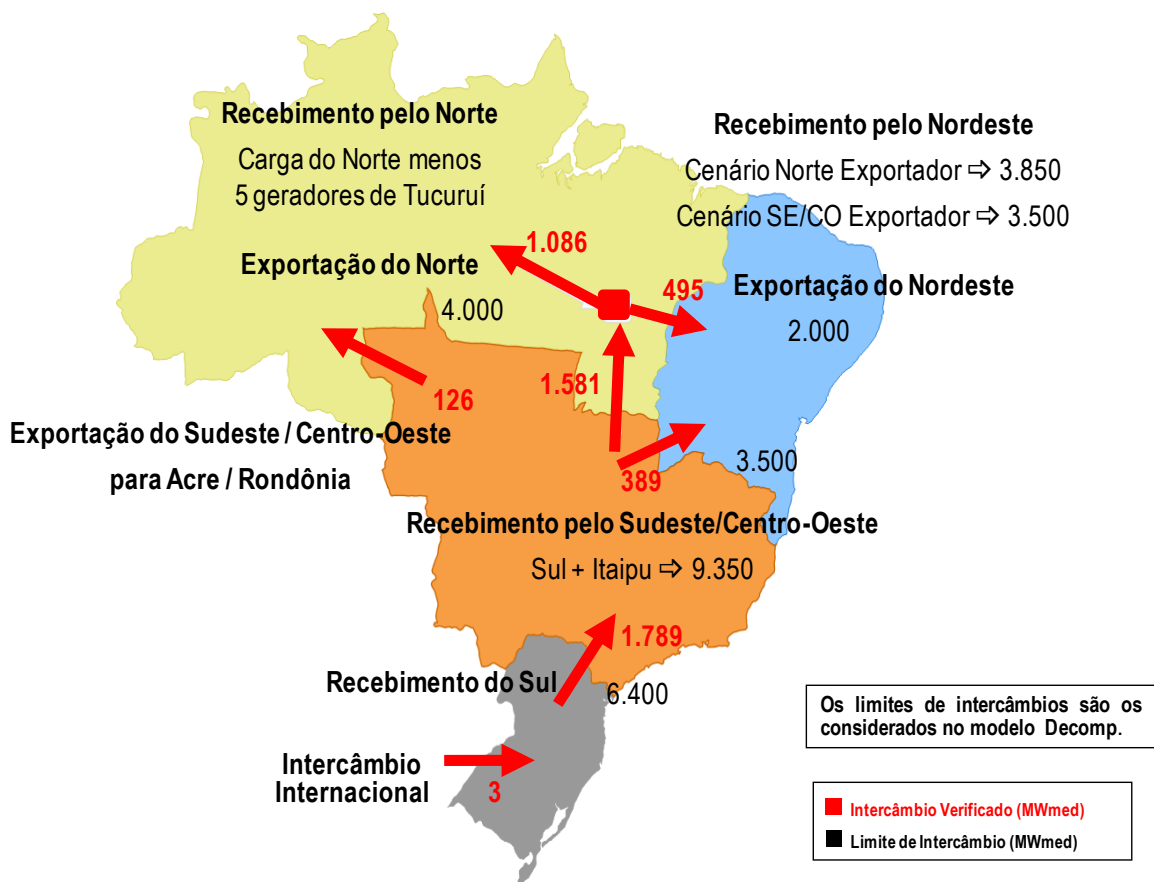 Recebimento pelo Norte
Carga do Norte menos
5 geradores de Tucuruí
Recebimento pelo Nordeste
Cenário Norte Exportador ⇨ 3.850
Cenário SE/CO Exportador ⇨ 3.500
1.086
Exportação do Norte
4.000
495
Exportação do Nordeste
2.000
126
1.581
Exportação do Sudeste / Centro-Oeste
para Acre / Rondônia
3.500
389
Recebimento pelo Sudeste/Centro-Oeste
Sul + Itaipu ⇨ 9.350
1.789
Recebimento do Sul
6.400
Intercâmbio
Internacional
3
Os limites de intercâmbios são os
considerados no modelo Decomp.
Intercâmbio Verificado (MWmed)
Limite de Intercâmbio (MWmed)